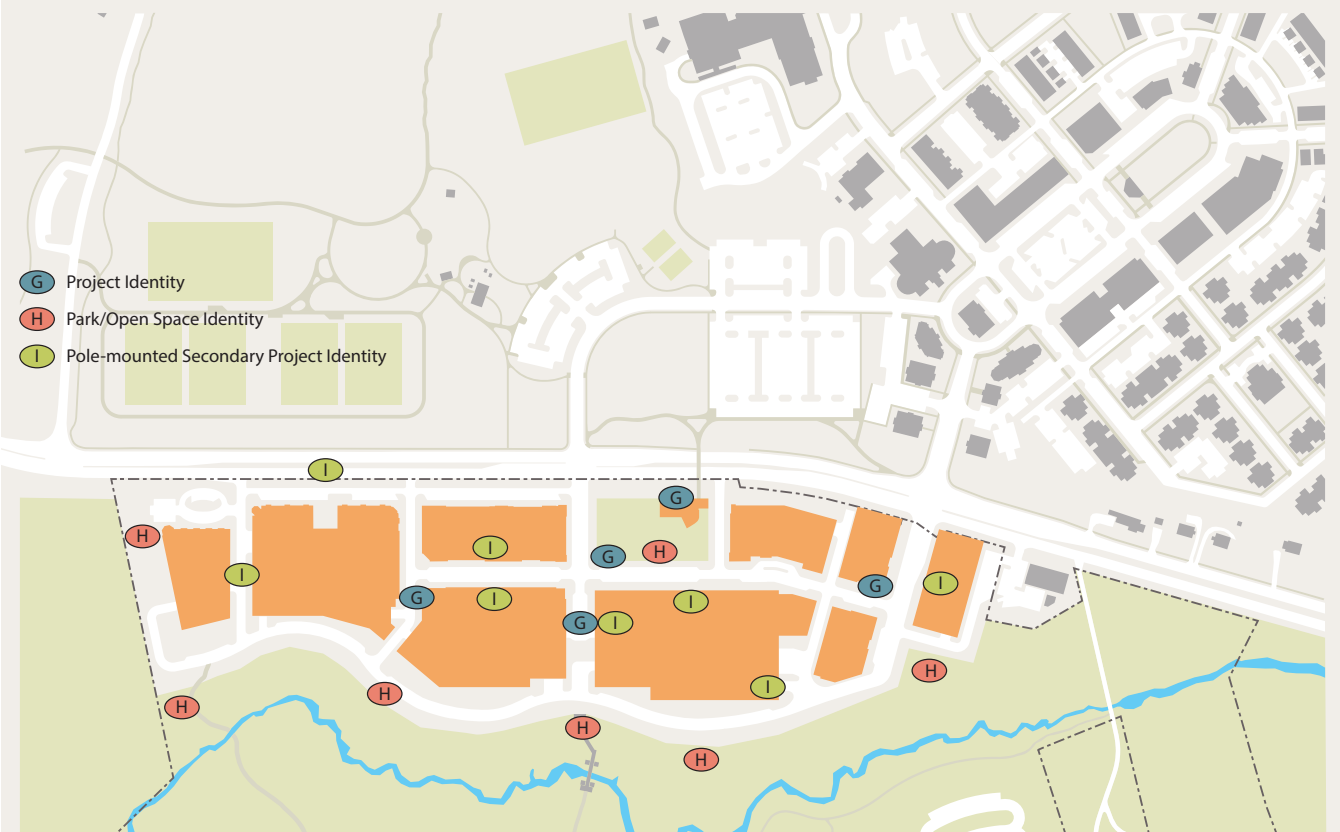 G Project Identity
H Park/Open Space Identity
I Pole-mounted Secondary Project Identity
I
G
H
I
G
H
I
G
I
G
I
I
G
I
I
H
H
H
H
H